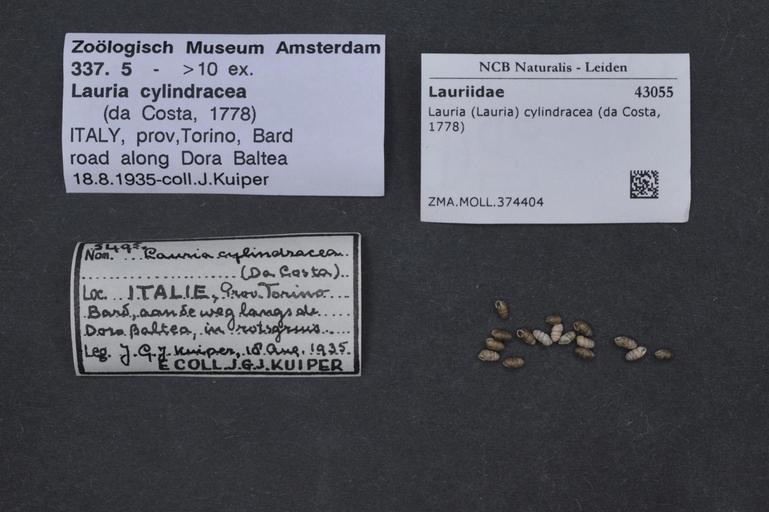 Zoölogisch Museum Amsterdam
337. 5 - >10 ex.
Lauria cylindracea
(da Costa, 1778)
ITALY, prov,Torino, Bard
road along Dora Baltea
18.8.1935-coll.J.Kuiper
NCB Naturalis - Leiden
Lauriidae 43055
Lauria (Lauria) cylindracea (da Costa,
1778)
ZMA.MOLL.374404
Nom. Lauria cylindracea
(Da Costa)
Loc. ITALIE, Prov. Torino
Bard, aan de weg langs de
Dora Baltea, in rotsgruis
Leg. J.G.J. Kuiper, 18 Aug. 1935.
E COLL.J.G.J.KUIPER